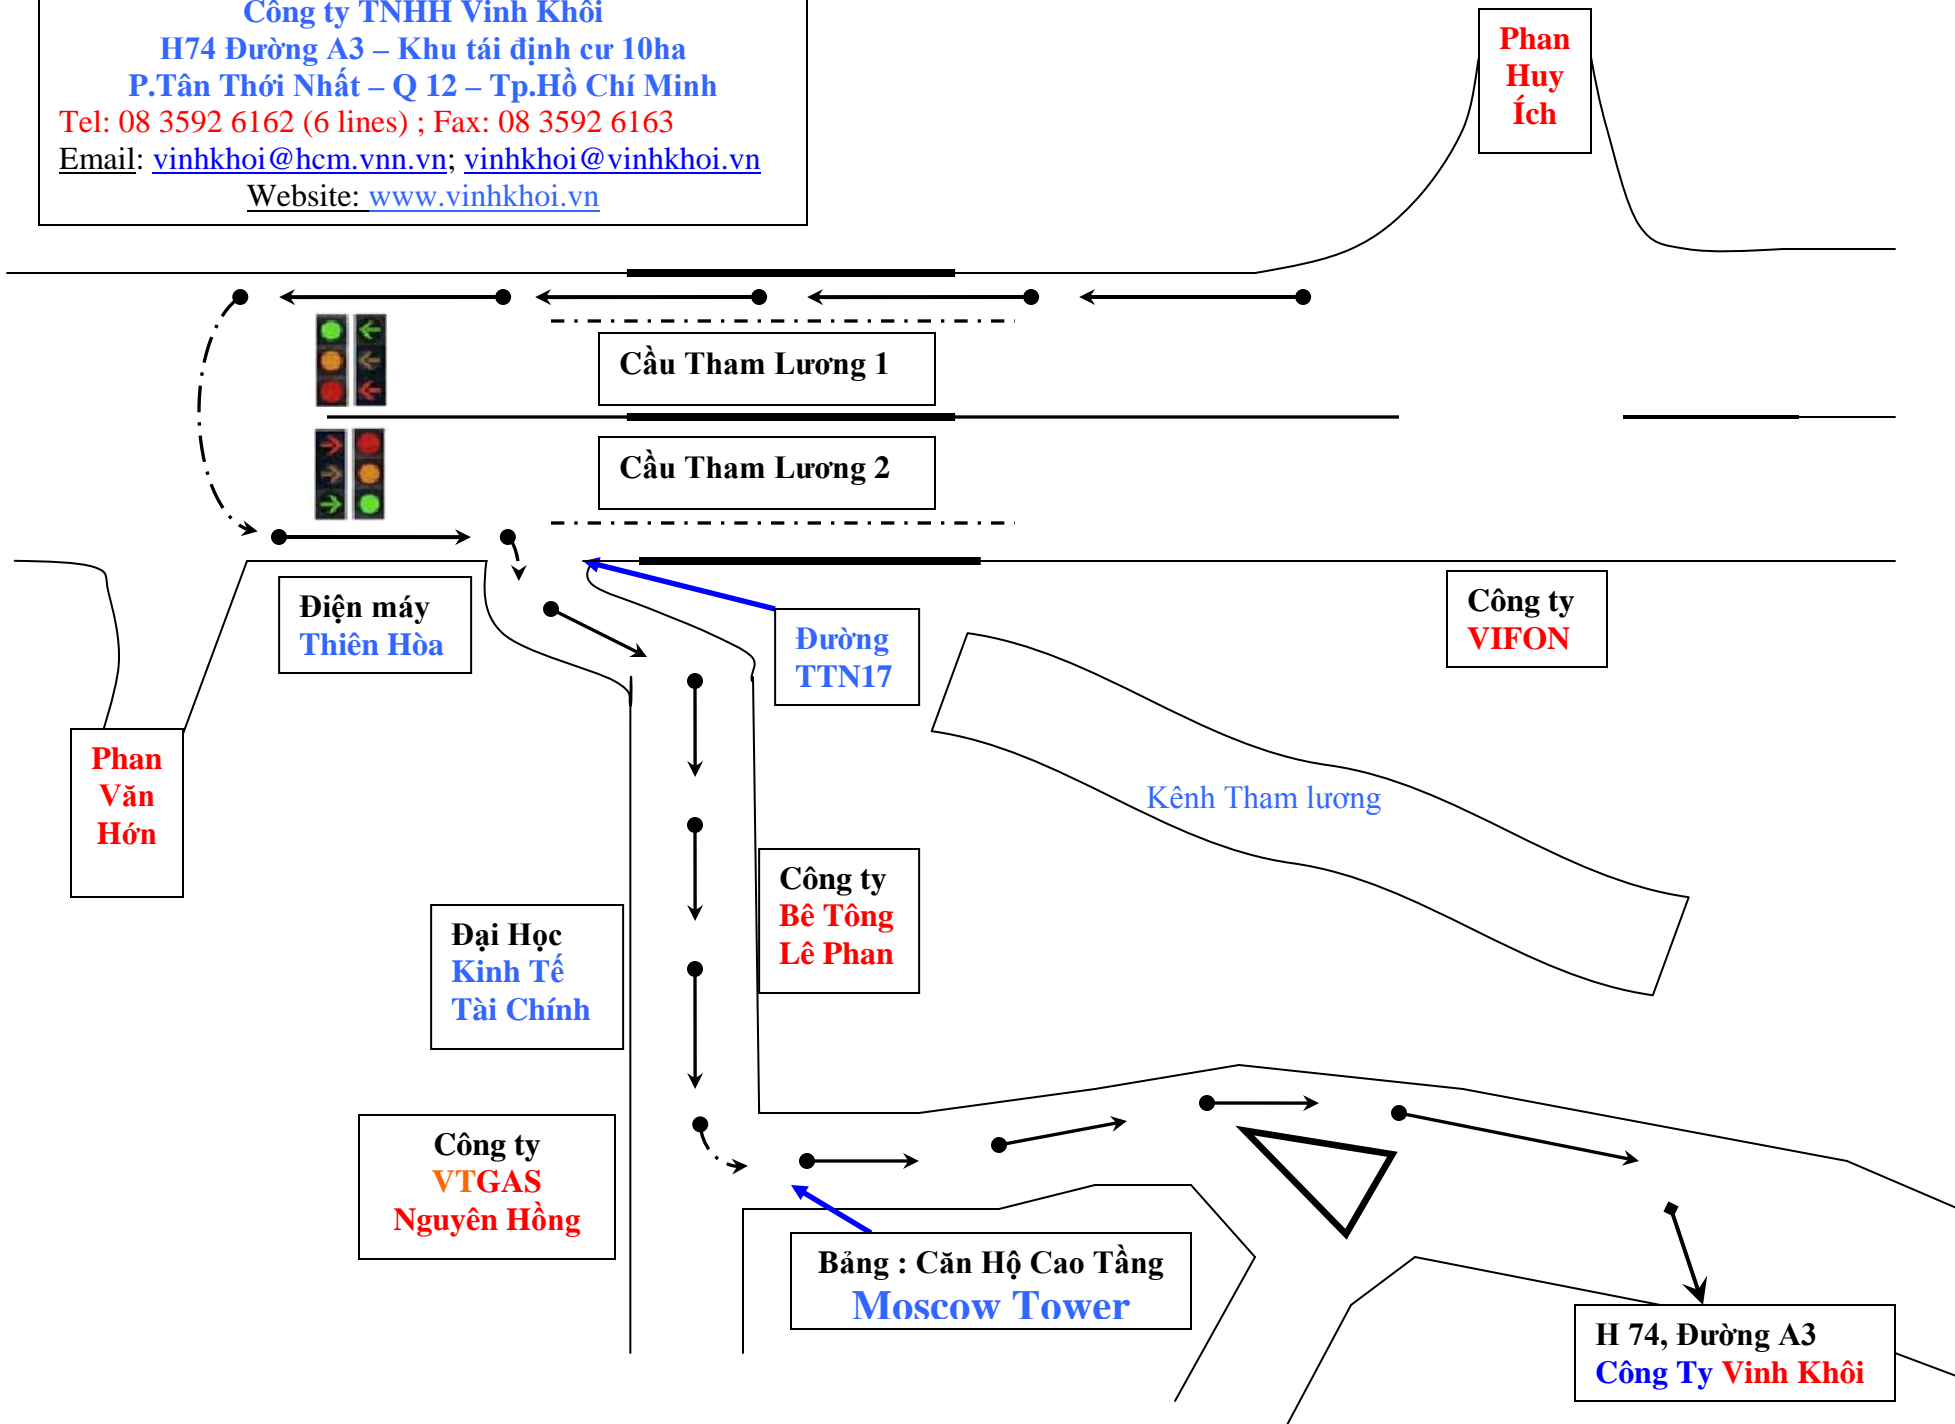 Công ty TNHH Vinh Khôi
H74 Đường A3 – Khu tái định cư 10ha
P.Tân Thới Nhất – Q 12 – Tp.Hồ Chí Minh
Tel: 08 3592 6162 (6 lines) ; Fax: 08 3592 6163
Email: vinhkhoi@hcm.vnn.vn; vinhkhoi@vinhkhoi.vn
Website: www.vinhkhoi.vn
Phan
Huy
Ích
Cầu Tham Lương 1
Cầu Tham Lương 2
Điện máy
Thiên Hòa
Đường
TTN17
Công ty
VIFON
Phan
Văn
Hớn
Kênh Tham lương
Công ty
Bê Tông
Lê Phan
Đại Học
Kinh Tế
Tài Chính
Công ty
VTGAS
Nguyên Hồng
Bảng : Căn Hộ Cao Tầng
Moscow Tower
H 74, Đường A3
Công Ty Vinh Khôi